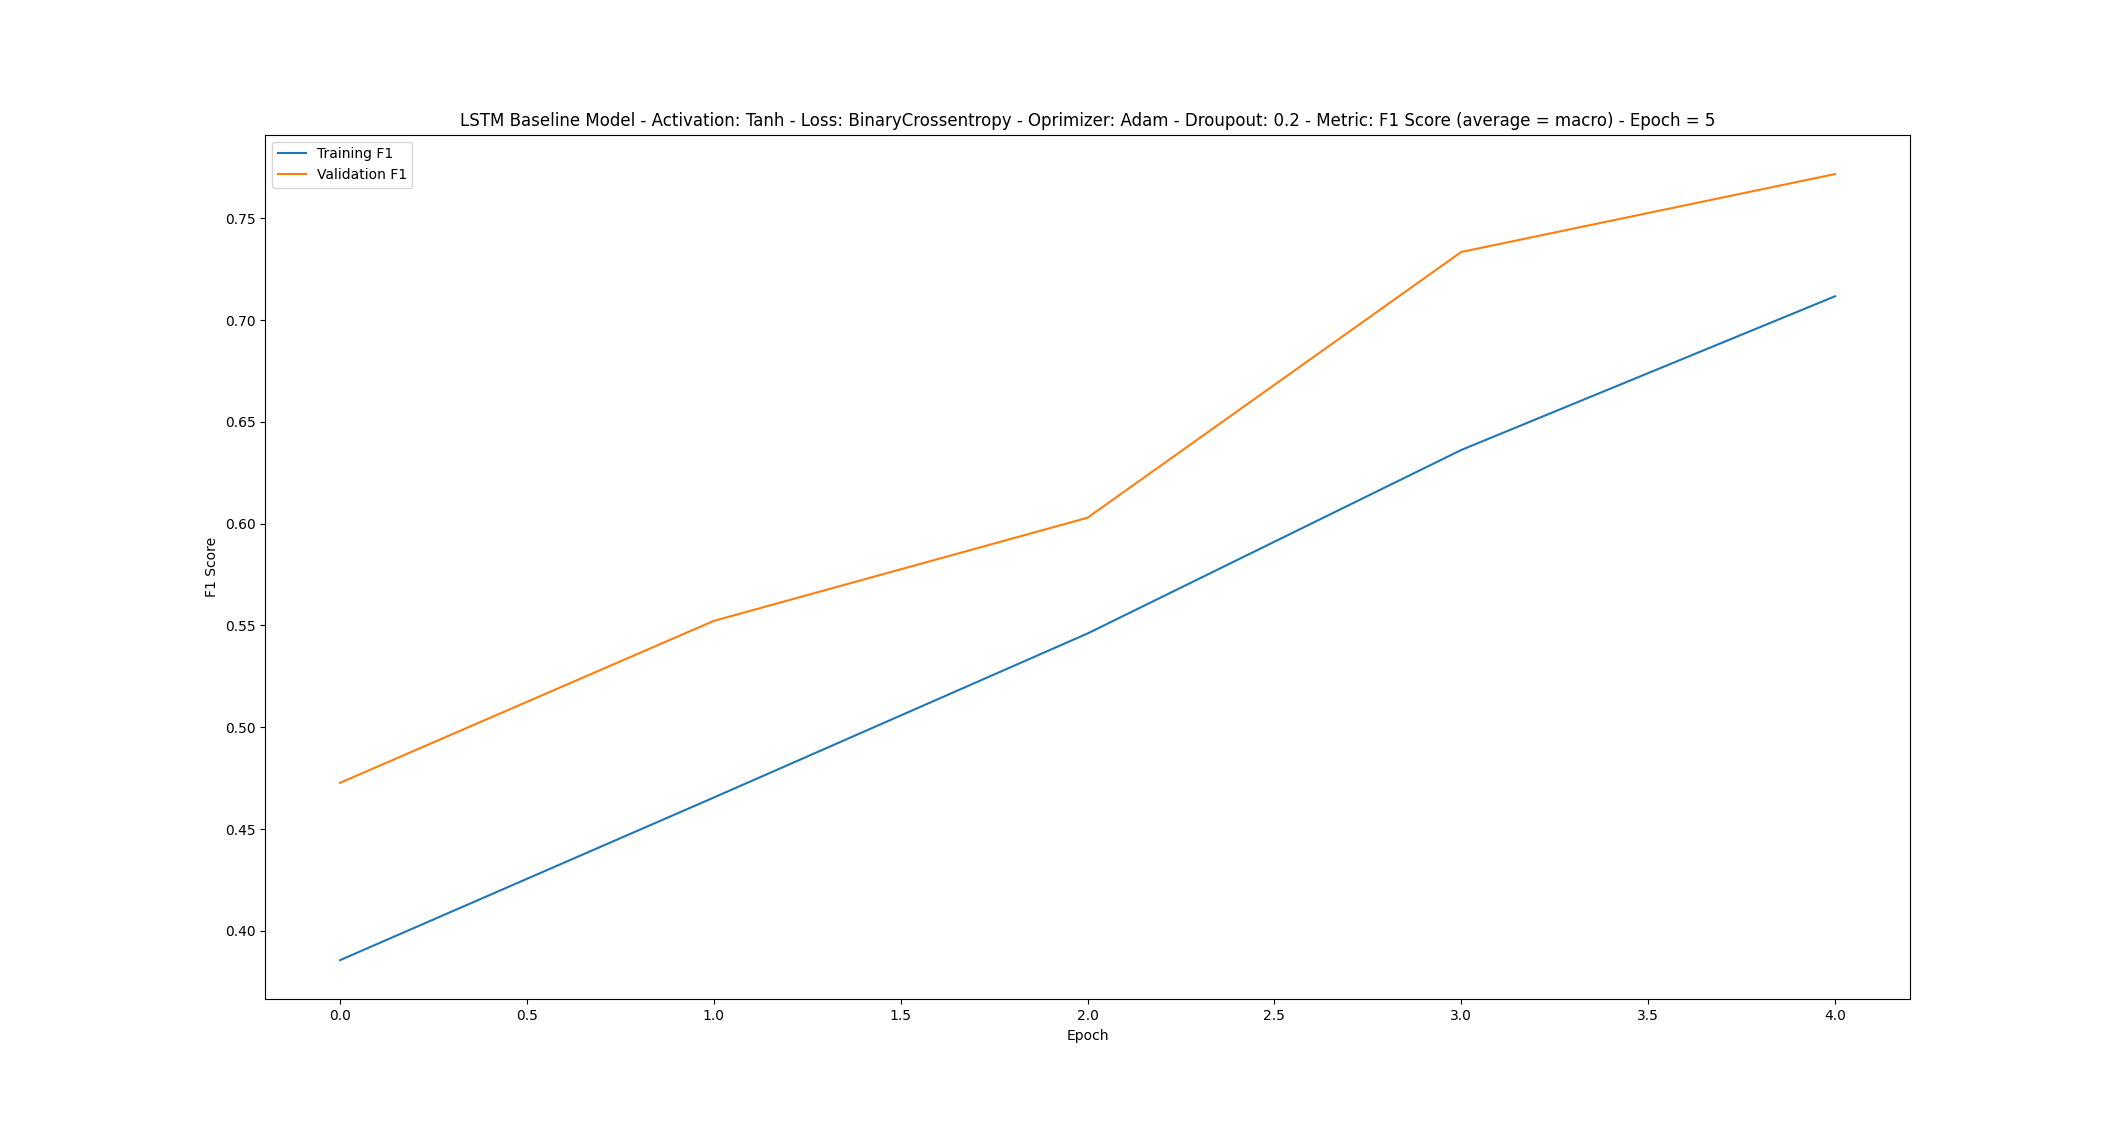 LSTM Baseline Model - Activation: Tanh - Loss: BinaryCrossentropy - Oprimizer: Adam - Droupout: 0.2 - Metric: F1 Score (average = macro) - Epoch = 5
Training F1
Validation F1
0.75
0.70
0.65
0.60
0.55
0.50
0.45
0.40
F1 Score
0.0 0.5 1.0 1.5 2.0 2.5 3.0 3.5 4.0
Epoch